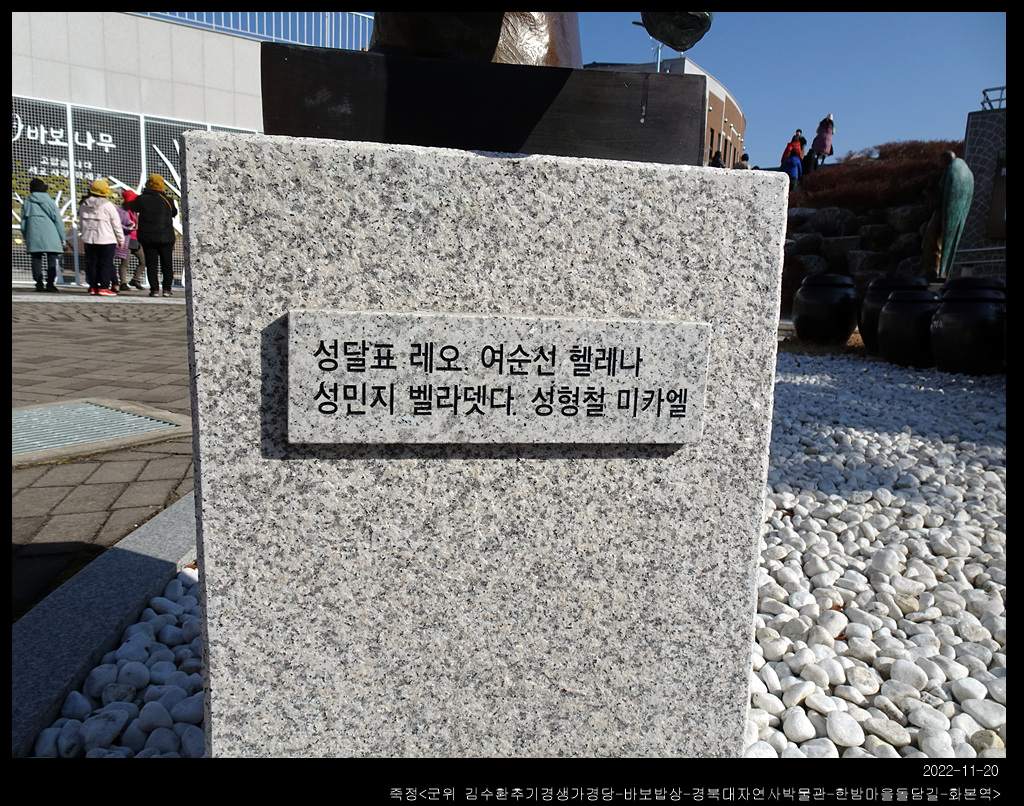 바보나무
성달표 레오. 여순선 헬레나
성민지 벨라뎃다. 성형철 미카엘
2022-11-20
죽정<군위 김수환추기경생가경당-바보밥상-경북대자연사박물관-한밤마을돌담길-화본역>